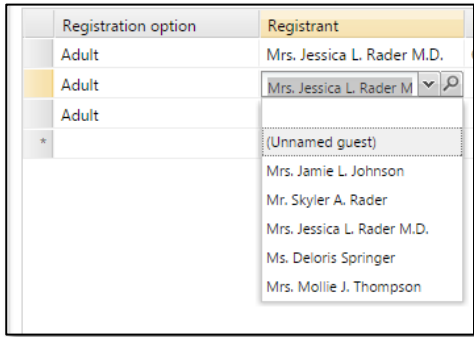 Registration option Registrant
Adult Mrs. Jessica L. Rader M.D.
Adult Mrs. Jessica L. Rader M
Adult
*
(Unnamed guest)
Mrs. Jamie L. Johnson
Mr. Skyler A. Rader
Mrs. Jessica L. Rader M.D.
Ms. Deloris Springer
Mrs. Mollie J. Thompson